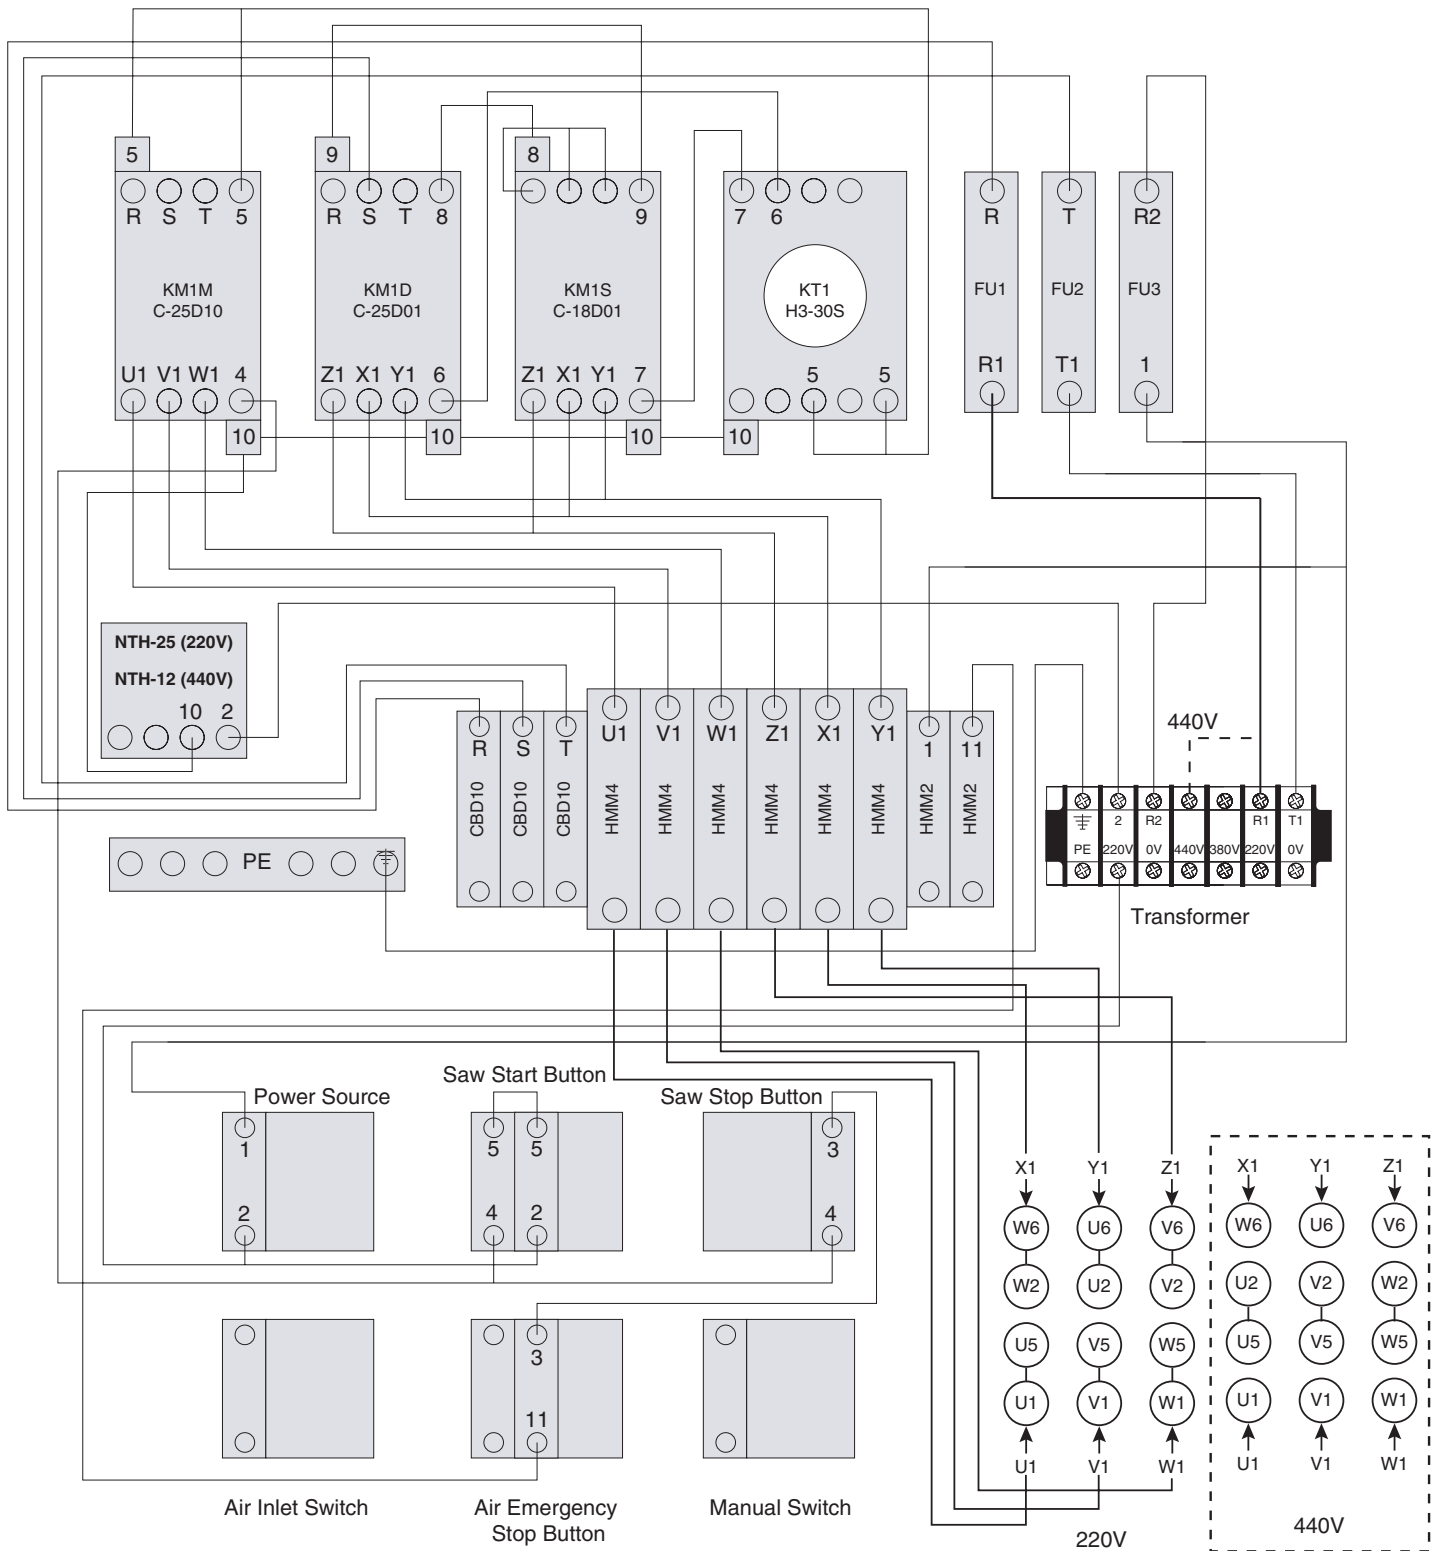 5 9 8
R S T 5 R S T 8 9 7 6 R T R2
KM1M KM1D KM1S KT1 FU1 FU2 FU3
C-25D10 C-25D01 C-18D01 H3-30S
U1 V1 W1 4 Z1 X1 Y1 6 Z1 X1 Y1 7 5 5 R1 T1 1
10 10 10 10
NTH-25 (220V)
NTH-12 (440V)
10 2
R S T U1 V1 W1 Z1 X1 Y1 1 11
CBD10 CBD10 CBD10 HMM4 HMM4 HMM4 HMM4 HMM4 HMM4 HMM2 HMM2
440V
2 R2 R1 T1
PE 220V 0V 440V 380V 220V 0V
Transformer
PE
Power Source
1
2
Saw Start Button
5 5
4 2
Saw Stop Button
3
4
Air Inlet Switch
3
11
Air Emergency
Stop Button
Manual Switch
X1 Y1 Z1
W6 U6 V6
W2 U2 V2
U5 V5 W5
U1 V1 W1
U1 V1 W1
220V
X1 Y1 Z1
W6 U6 V6
U2 V2 W2
U5 V5 W5
U1 V1 W1
U1 V1 W1
440V